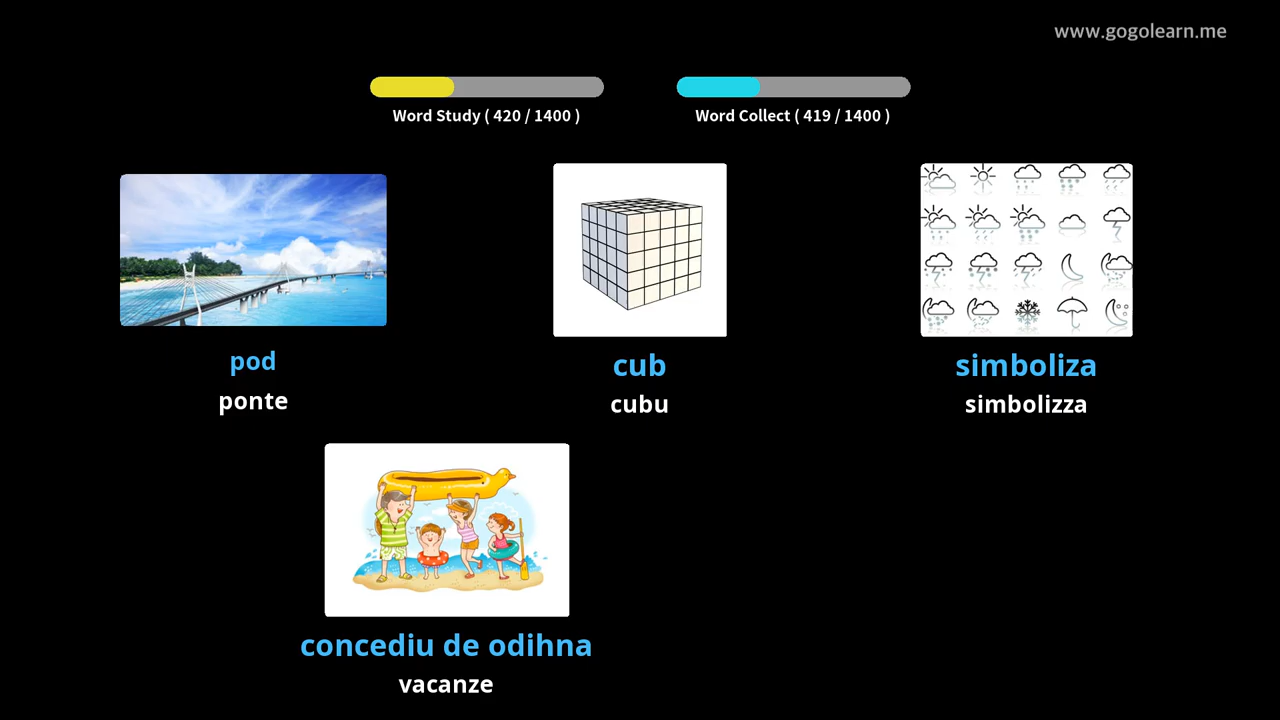 www.gogolearn.me
Word Study ( 420 / 1400 )
Word Collect ( 419 / 1400 )
pod
ponte
cub
cubu
simboliza
simbolizza
concediu de odihna
vacanze